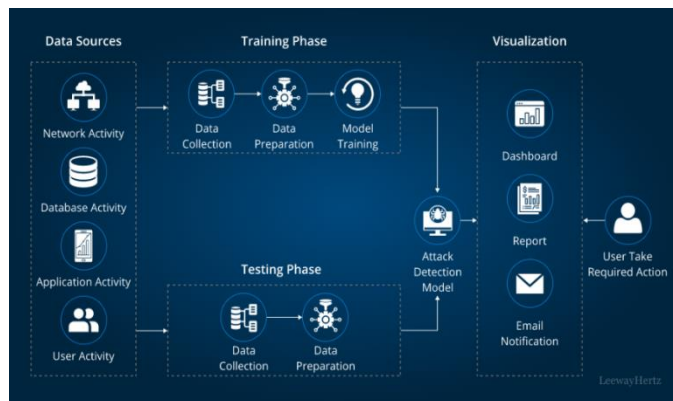 Data Sources
Training Phase
Visualization
Network Activity
Database Activity
Application Activity
User Activity
Data
Collection
Data
Preparation
Model
Training
Testing Phase
Data
Collection
Data
Preparation
Attack
Detection
Model
Dashboard
Report
Email
Notification
User Take
Required Action
LeewayHertz